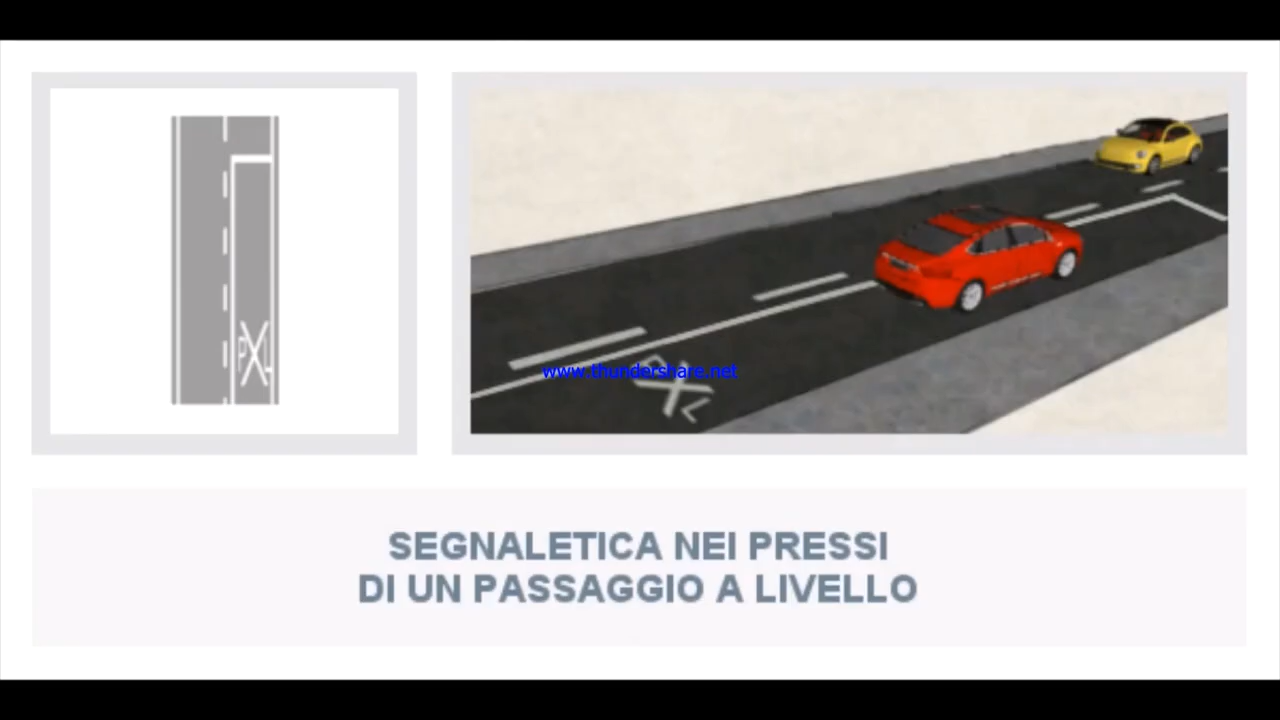 P X L
www.thundershare.net
P X L
SEGNALETICA NEI PRESSI
DI UN PASSAGGIO A LIVELLO